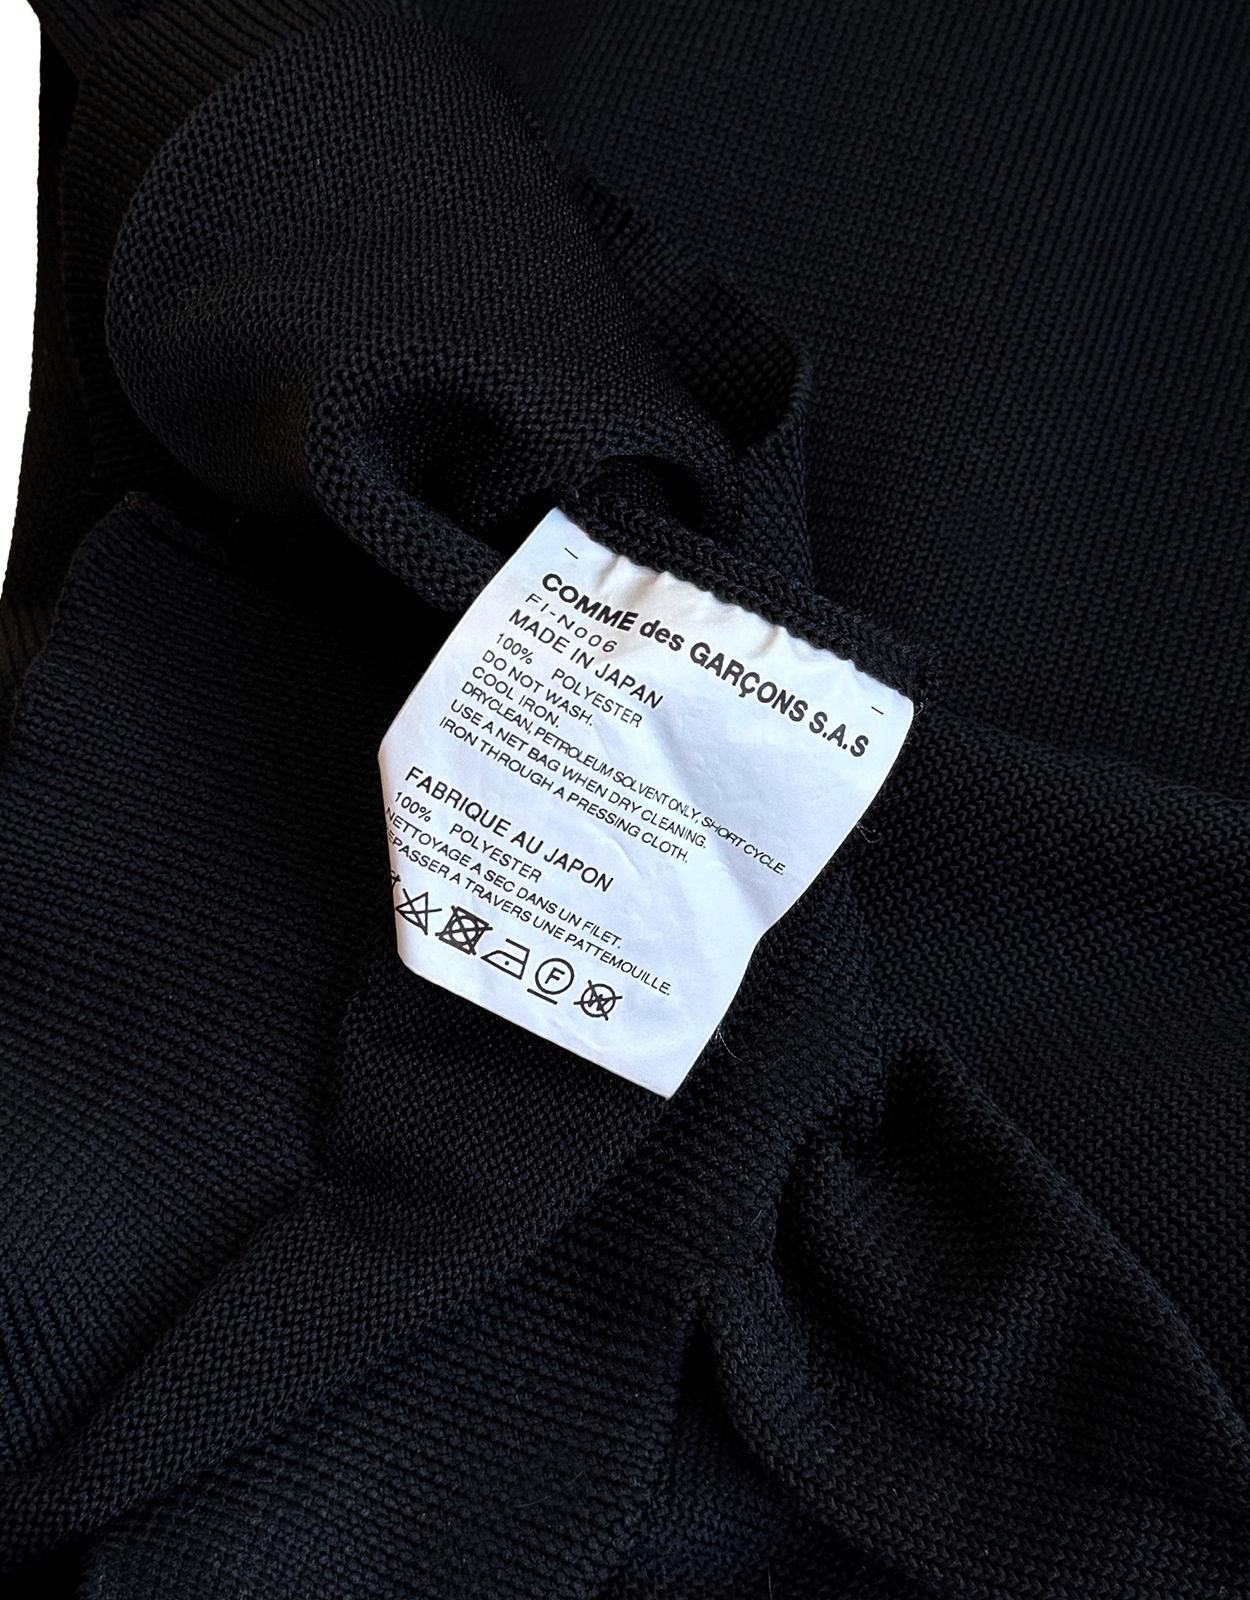 COMME des GARÇONS S.A.S
FI-N006
MADE IN JAPAN
100% POLYESTER
DO NOT WASH.
COOL IRON.
DRYCLEAN, PETROLEUM SOLVENT ONLY, SHORT CYCLE.
USE A NET BAG WHEN DRY CLEANING.
IRON THROUGH A PRESSING CLOTH.
FABRIQUE AU JAPON
100% POLYESTER
NETTOYAGE A SEC DANS UN FILET.
EPASSER A TRAVERS UNE PATTEMOUILLE.
F W